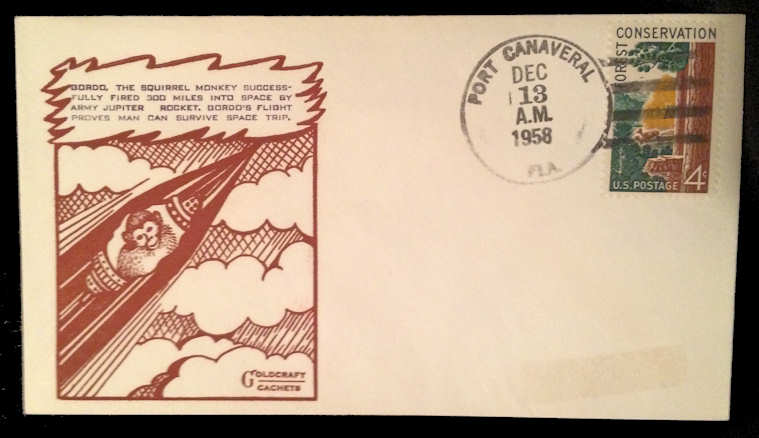 GORDO, THE SQUIRREL MONKEY SUCCESS-
FULLY FIRED 300 MILES INTO SPACE BY
ARMY JUPITER ROCKET. GORDO'S FLIGHT
PROVES MAN CAN SURVIVE SPACE TRIP.
GOLDCRAFT
CACHETS
PORT CANAVERAL
DEC
13
A.M.
1958
FLA.
FOREST CONSERVATION
U.S. POSTAGE 4¢